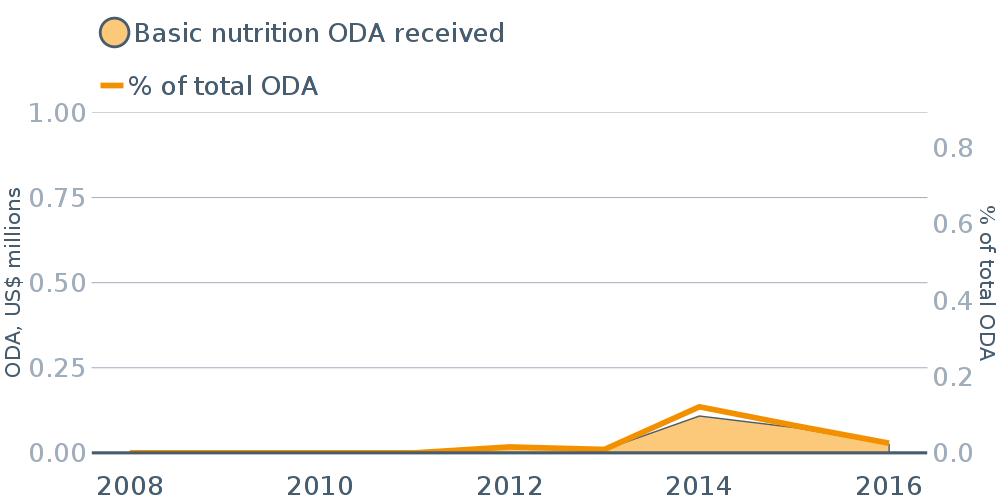 Basic nutrition ODA received
% of total ODA
1.00
0.75
0.50
0.25
0.00
ODA, US$ millions
0.8
0.6
0.4
0.2
0.0
% of total ODA
2008 2010 2012 2014 2016